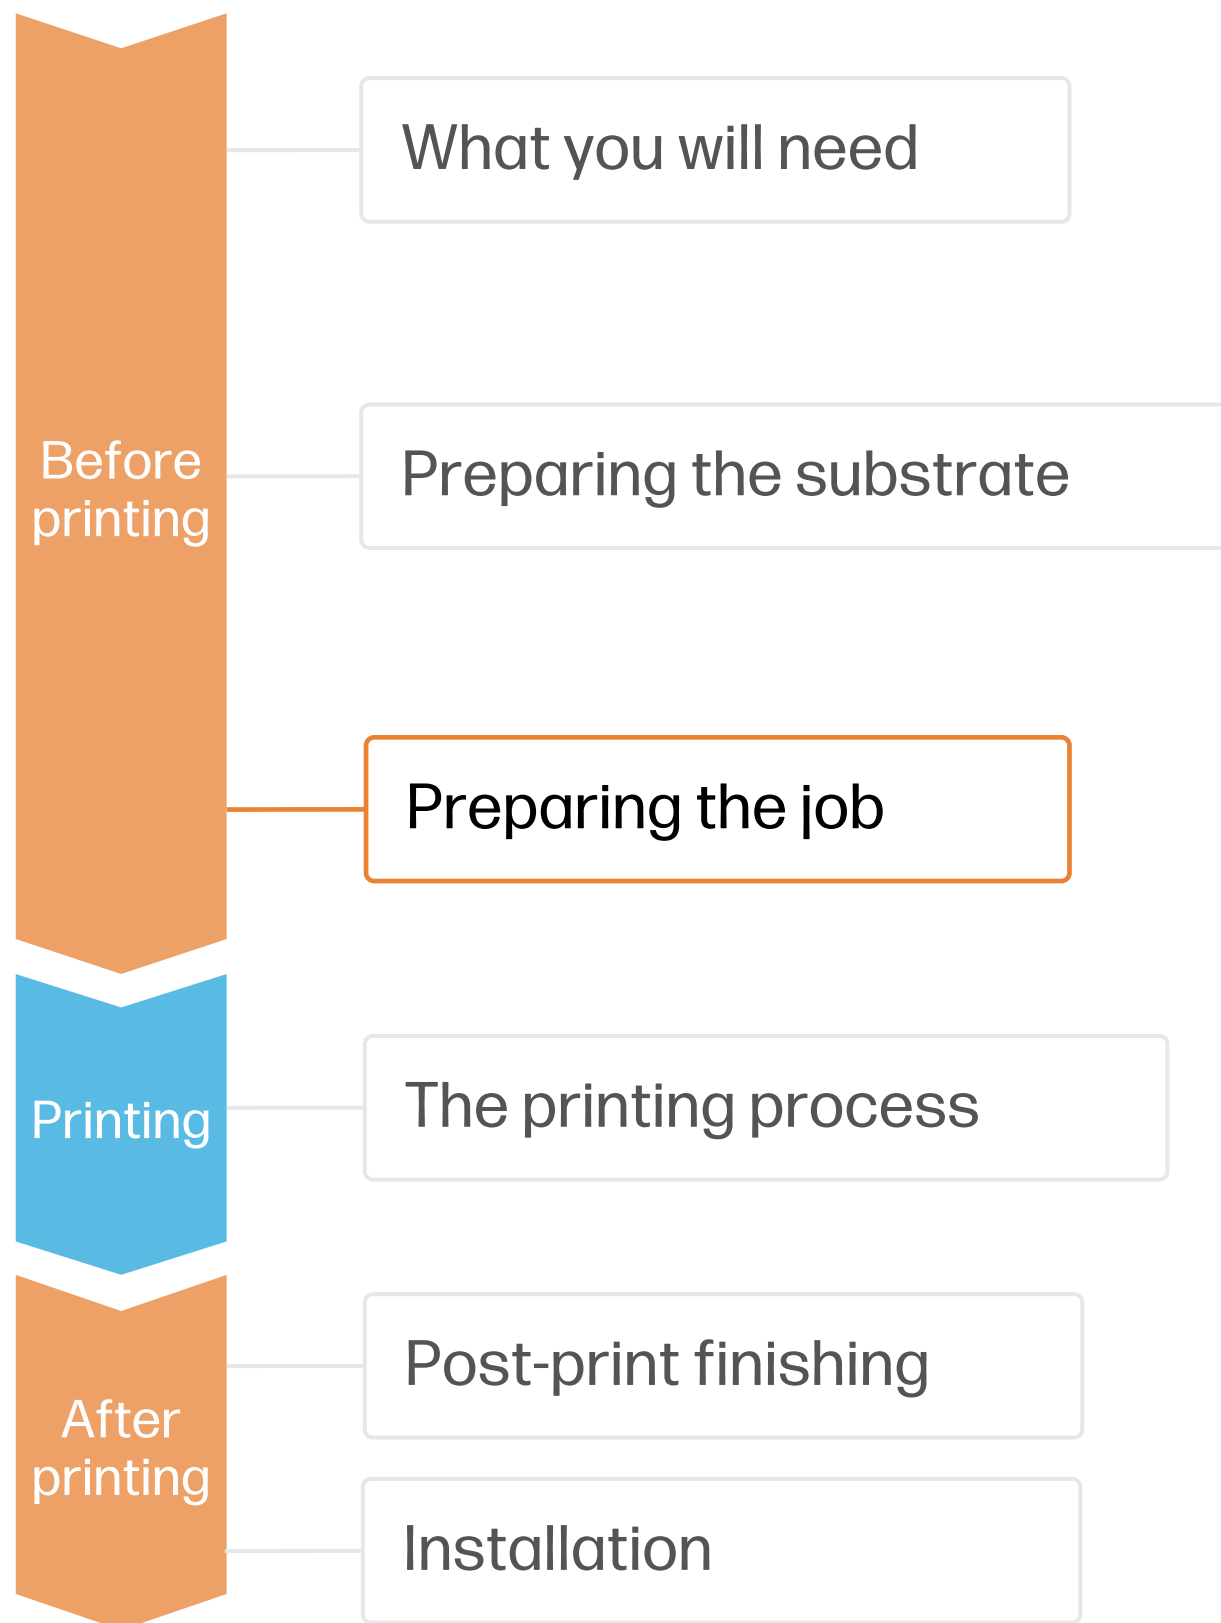 What you will need
Before
printing
Preparing the substrate
Preparing the job
Printing
The printing process
After
printing
Post-print finishing
Installation